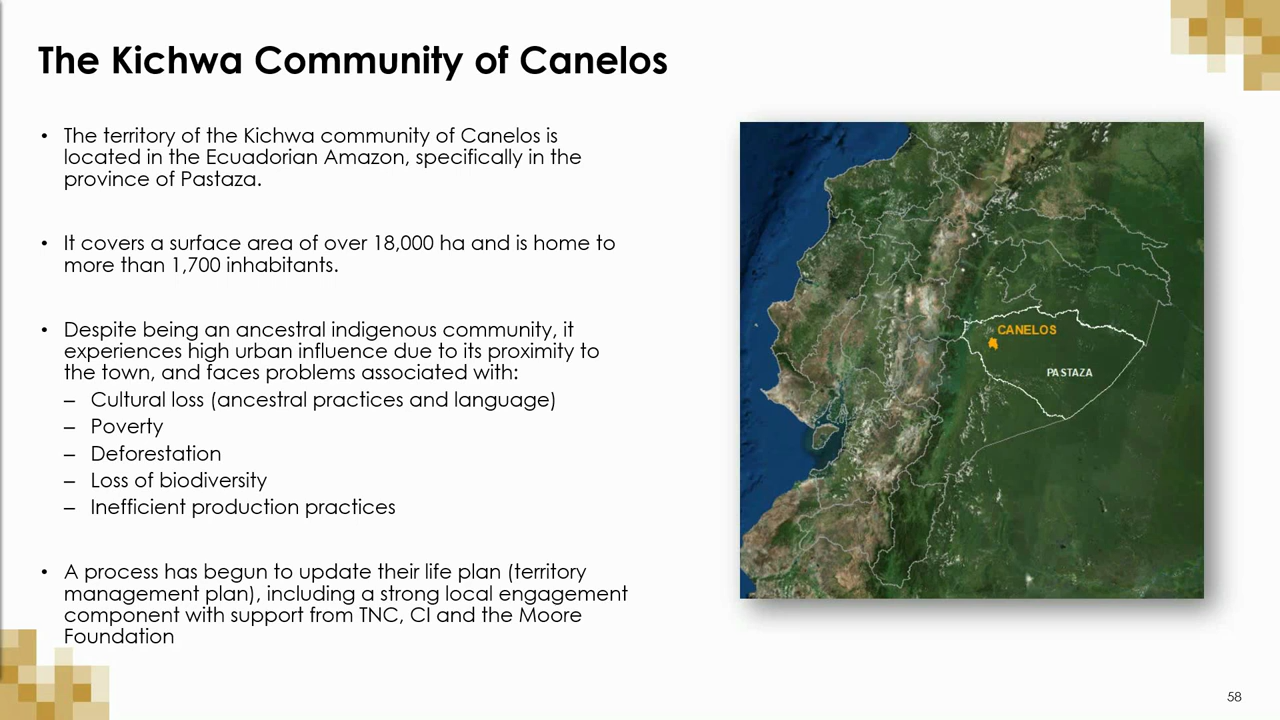 The Kichwa Community of Canelos
• The territory of the Kichwa community of Canelos is
located in the Ecuadorian Amazon, specifically in the
province of Pastaza.
• It covers a surface area of over 18,000 ha and is home to
more than 1,700 inhabitants.
• Despite being an ancestral indigenous community, it
experiences high urban influence due to its proximity to
the town, and faces problems associated with:
– Cultural loss (ancestral practices and language)
– Poverty
– Deforestation
– Loss of biodiversity
– Inefficient production practices
• A process has begun to update their life plan (territory
management plan), including a strong local engagement
component with support from TNC, CI and the Moore
Foundation
CANELOS
PASTAZA
58